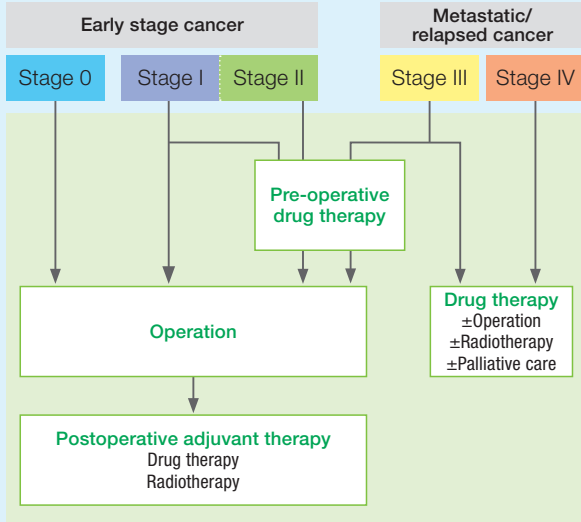 Early stage cancer
Metastatic/
relapsed cancer
Stage 0
Stage I
Stage II
Stage III
Stage IV
Pre-operative
drug therapy
Operation
Drug therapy
±Operation
±Radiotherapy
±Palliative care
Postoperative adjuvant therapy
Drug therapy
Radiotherapy